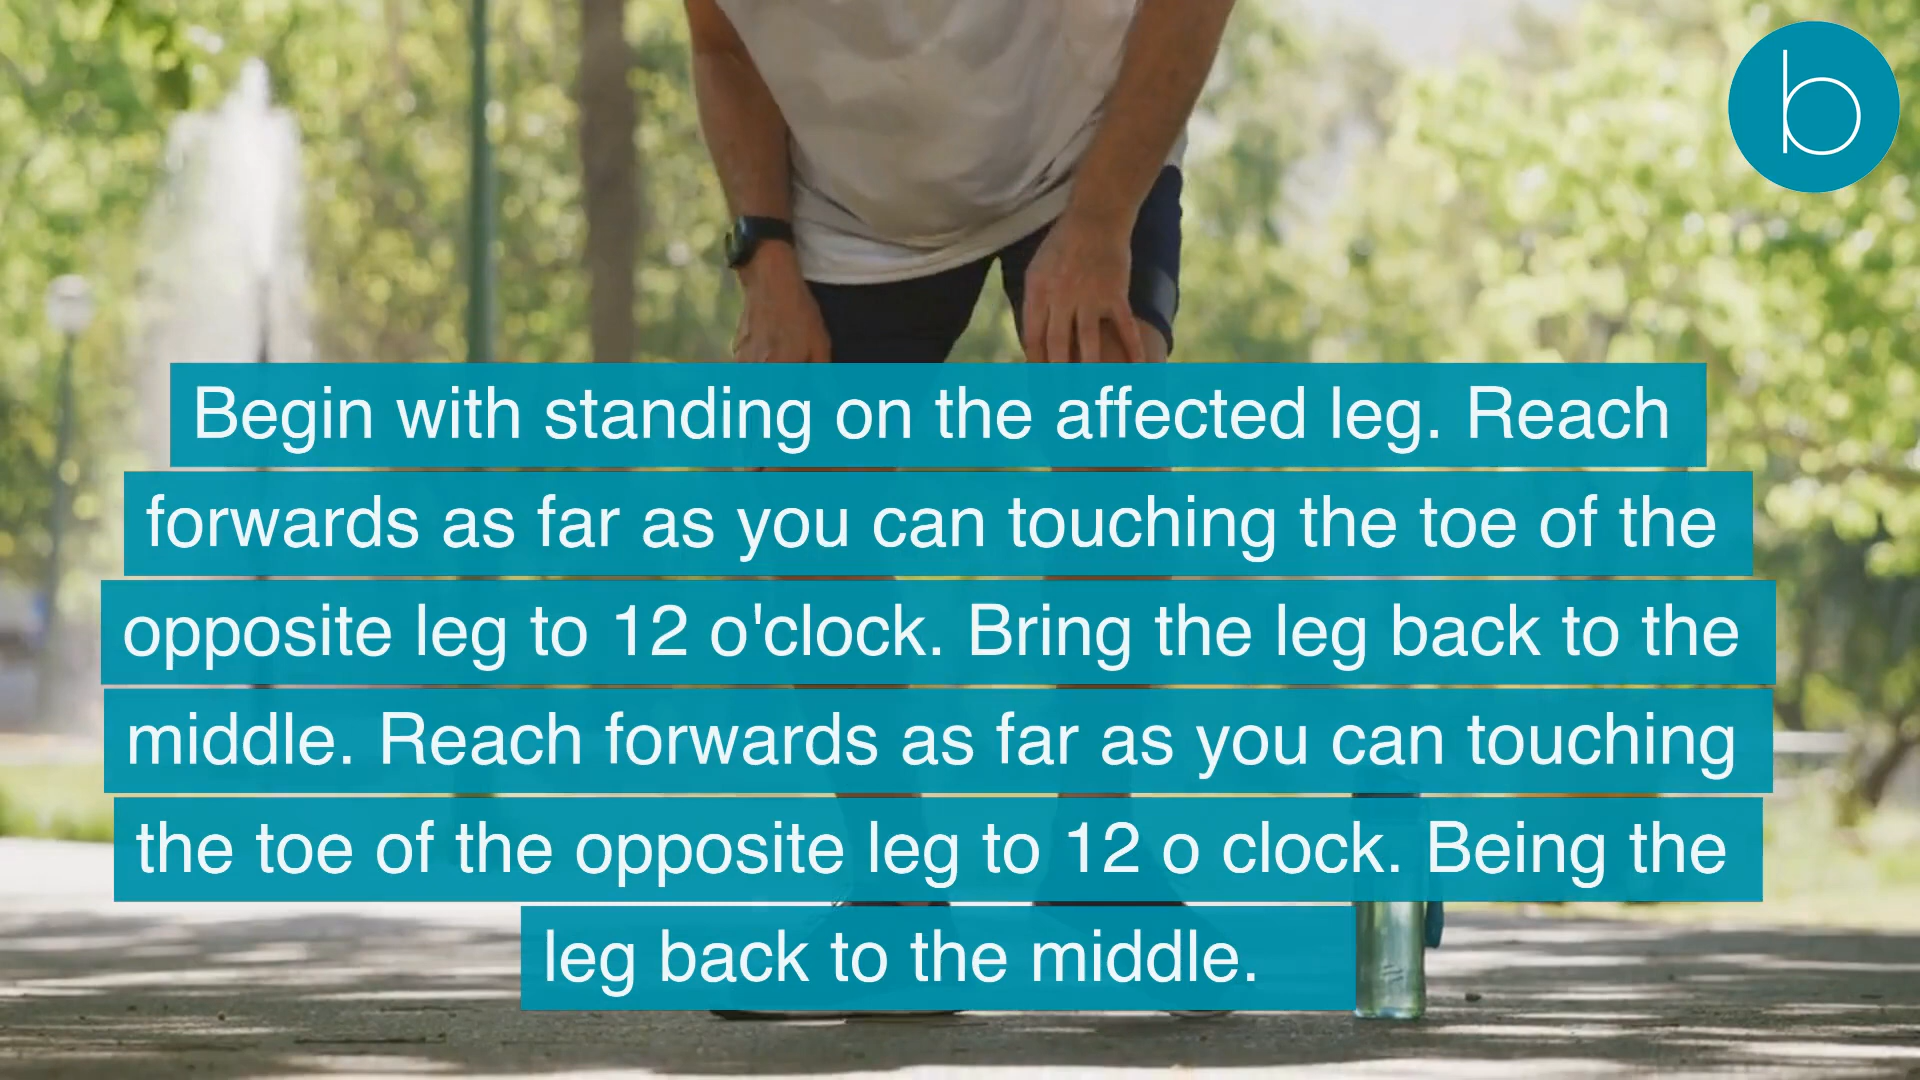 b
Begin with standing on the affected leg. Reach
forwards as far as you can touching the toe of the
opposite leg to 12 o'clock. Bring the leg back to the
middle. Reach forwards as far as you can touching
the toe of the opposite leg to 12 o clock. Being the
leg back to the middle.